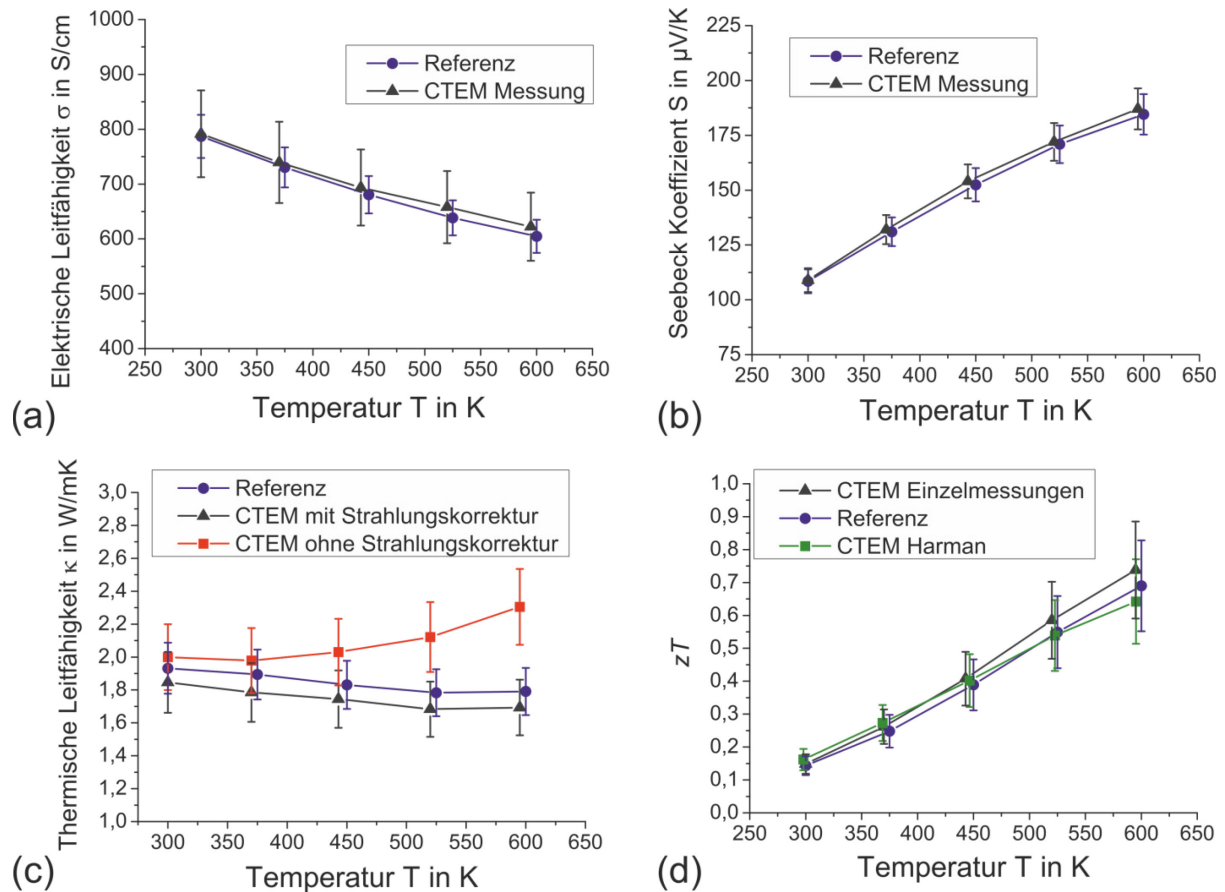 Elektrische Leitfähigkeit σ in S/cm
1000
900
800
700
600
500
400
Referenz
CTEM Messung
250 300 350 400 450 500 550 600 650
Temperatur T in K
(a)
Seebeck Koeffizient S in µV/K
225
200
175
150
125
100
75
Referenz
CTEM Messung
250 300 350 400 450 500 550 600 650
Temperatur T in K
(b)
Thermische Leitfähigkeit κ in W/mK
3,0
2,8
2,6
2,4
2,2
2,0
1,8
1,6
1,4
1,2
1,0
Referenz
CTEM mit Strahlungskorrektur
CTEM ohne Strahlungskorrektur
300 350 400 450 500 550 600 650
Temperatur T in K
(c)
zT
1,0
0,9
0,8
0,7
0,6
0,5
0,4
0,3
0,2
0,1
0,0
CTEM Einzelmessungen
Referenz
CTEM Harman
250 300 350 400 450 500 550 600 650
Temperatur T in K
(d)